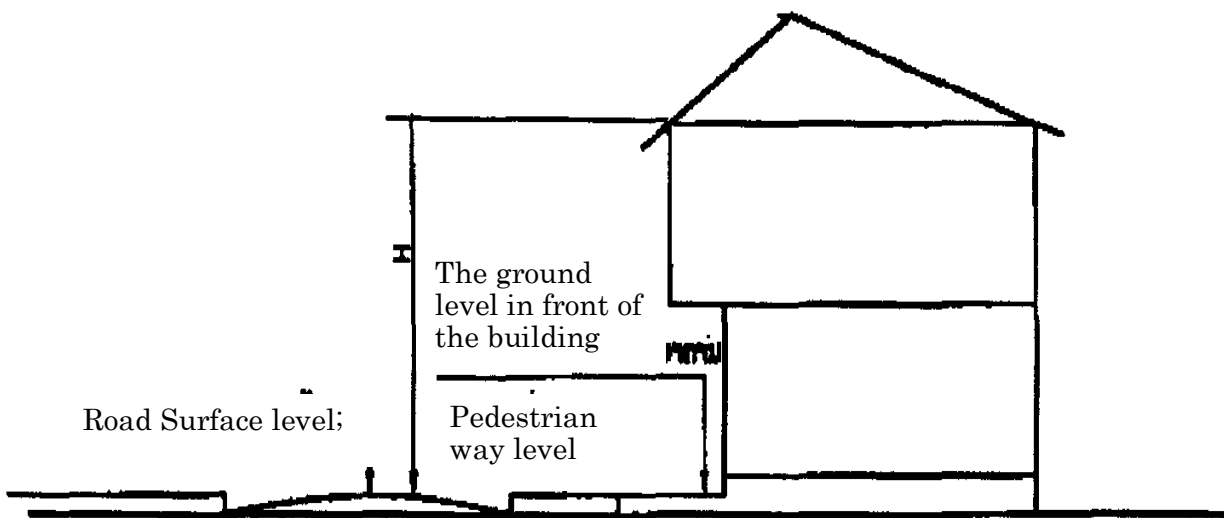 H
The ground
level in front of
the building
Road Surface level;
Pedestrian
way level